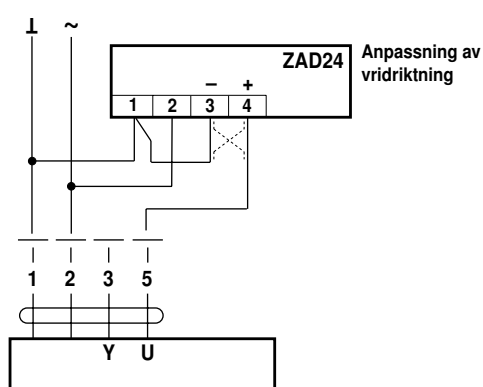 ⊥ ~
ZAD24
Anpassning av
vridriktning
– +
1 2 3 4
1 2 3 5
Y U